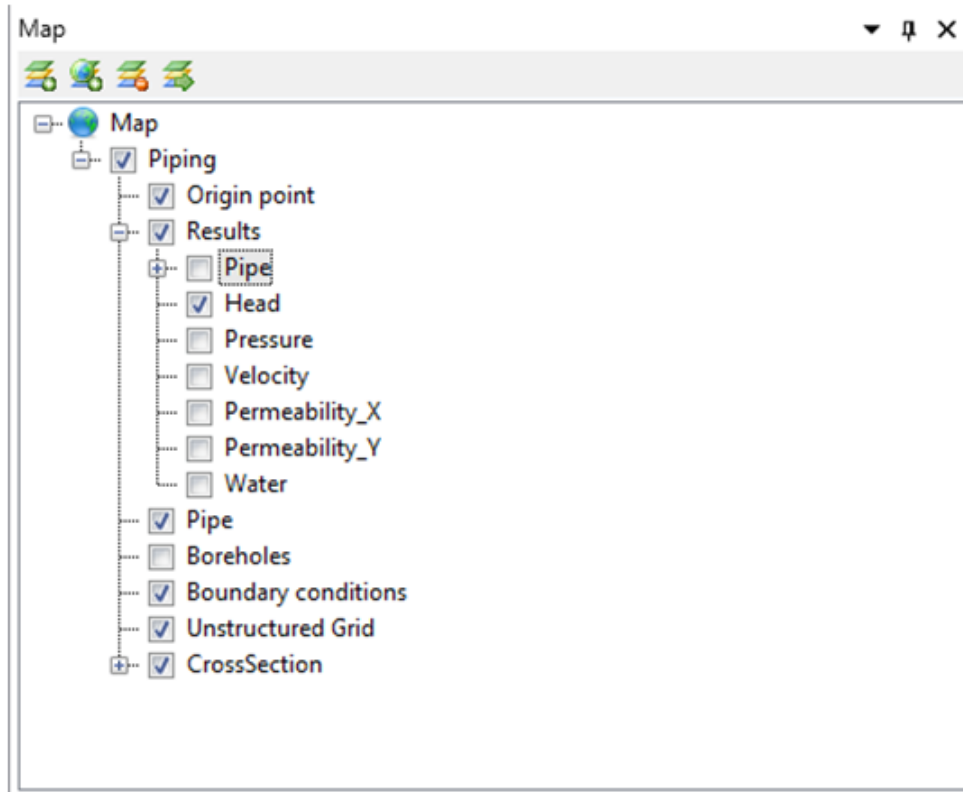 Map
Map
Piping
Origin point
Results
Pipe
Head
Pressure
Velocity
Permeability_X
Permeability_Y
Water
Pipe
Boreholes
Boundary conditions
Unstructured Grid
CrossSection